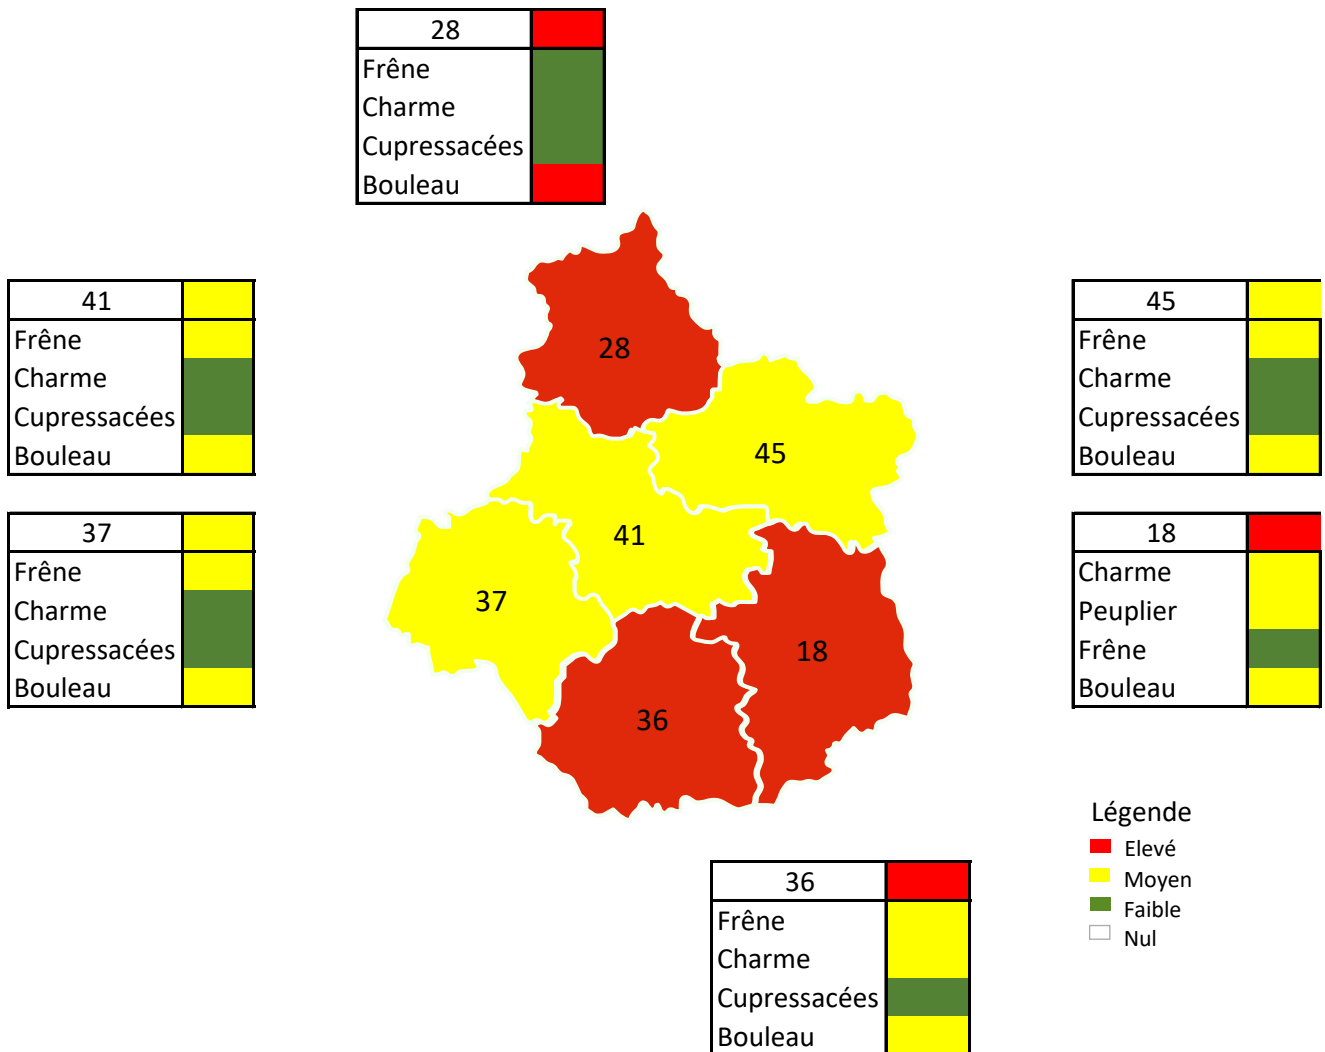 28
Frêne
Charme
Cupressacées
Bouleau
41
Frêne
Charme
Cupressacées
Bouleau
45
Frêne
Charme
Cupressacées
Bouleau
37
Frêne
Charme
Cupressacées
Bouleau
18
Charme
Peuplier
Frêne
Bouleau
28
45
41
37
18
36
Légende
Elevé
Moyen
Faible
Nul
36
Frêne
Charme
Cupressacées
Bouleau